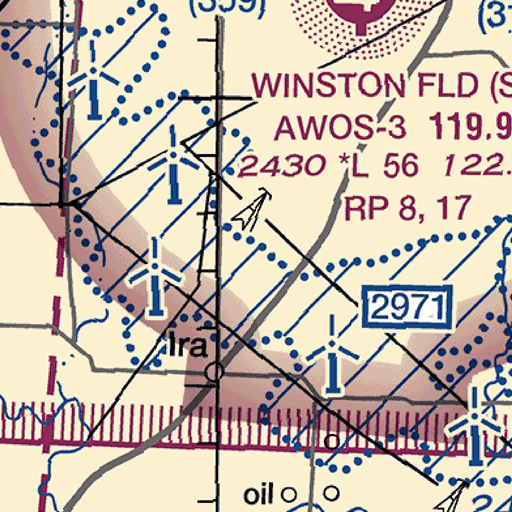 (359)
WINSTON FLD (S
AWOS-3 119.9
2430 *L 56 122.
RP 8, 17
2971
Ira
oil